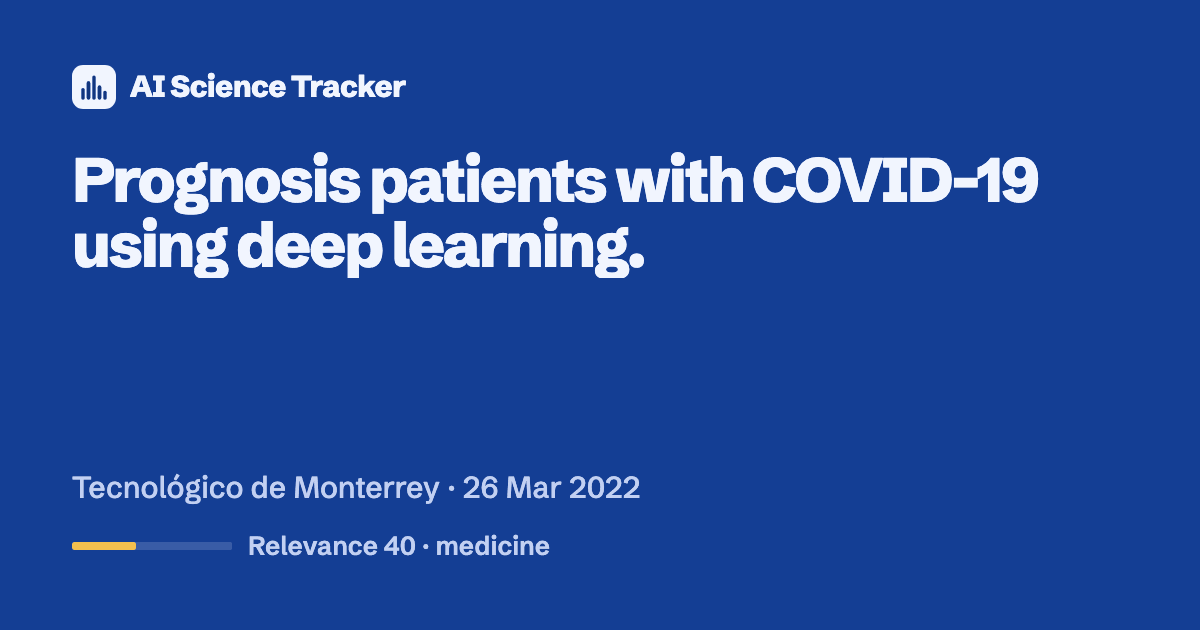 AI Science Tracker
Prognosis patients with COVID-19
using deep learning.
Tecnológico de Monterrey · 26 Mar 2022
Relevance 40 · medicine